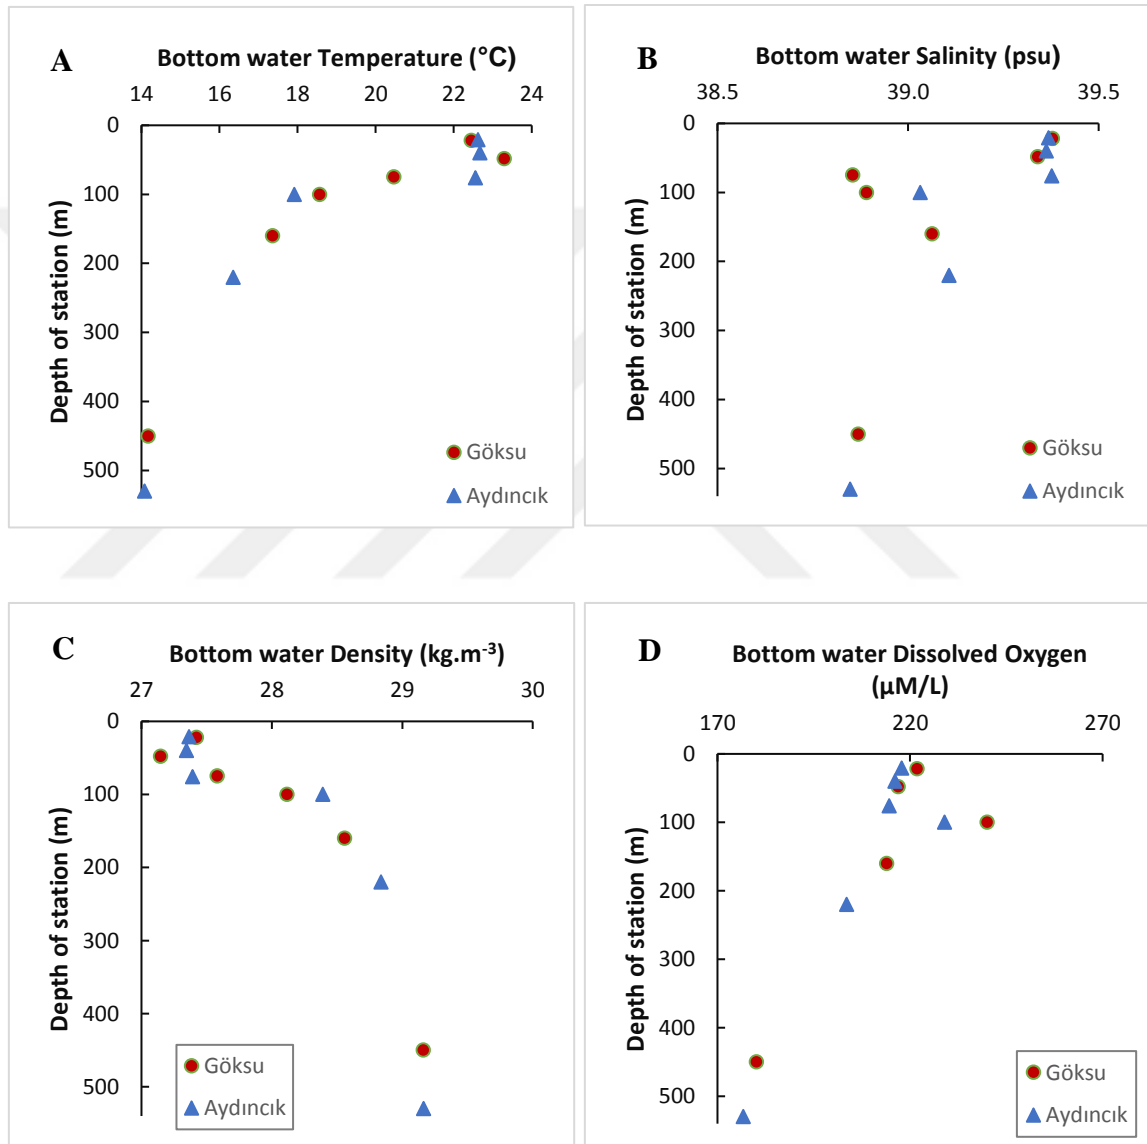 A
Bottom water Temperature (°C)
14 16 18 20 22 24
0
100
200
300
400
500
Depth of station (m)
Göksu
Aydıncık
B
Bottom water Salinity (psu)
38.5 39.0 39.5
0
100
200
300
400
500
Depth of station (m)
Göksu
Aydıncık
C
Bottom water Density (kg.m⁻³)
27 28 29 30
0
100
200
300
400
500
Depth of station (m)
Göksu
Aydıncık
D
Bottom water Dissolved Oxygen
(µM/L)
170 220 270
0
100
200
300
400
500
Depth of station (m)
Göksu
Aydıncık